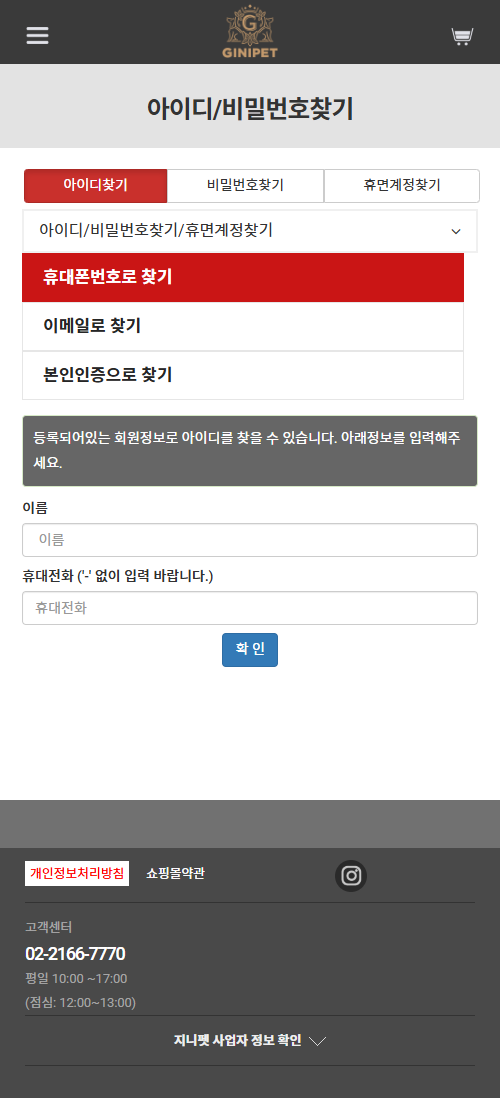 G
GINIPET
아이디/비밀번호찾기
아이디찾기
비밀번호찾기
휴면계정찾기
아이디/비밀번호찾기/휴면계정찾기
휴대폰번호로 찾기
이메일로 찾기
본인인증으로 찾기
등록되어있는 회원정보로 아이디를 찾을 수 있습니다. 아래정보를 입력해주
세요.
이름
이름
휴대전화 ('-' 없이 입력 바랍니다.)
휴대전화
확 인
개인정보처리방침
쇼핑몰약관
고객센터
02-2166-7770
평일 10:00 ~17:00
(점심: 12:00~13:00)
지니펫 사업자 정보 확인